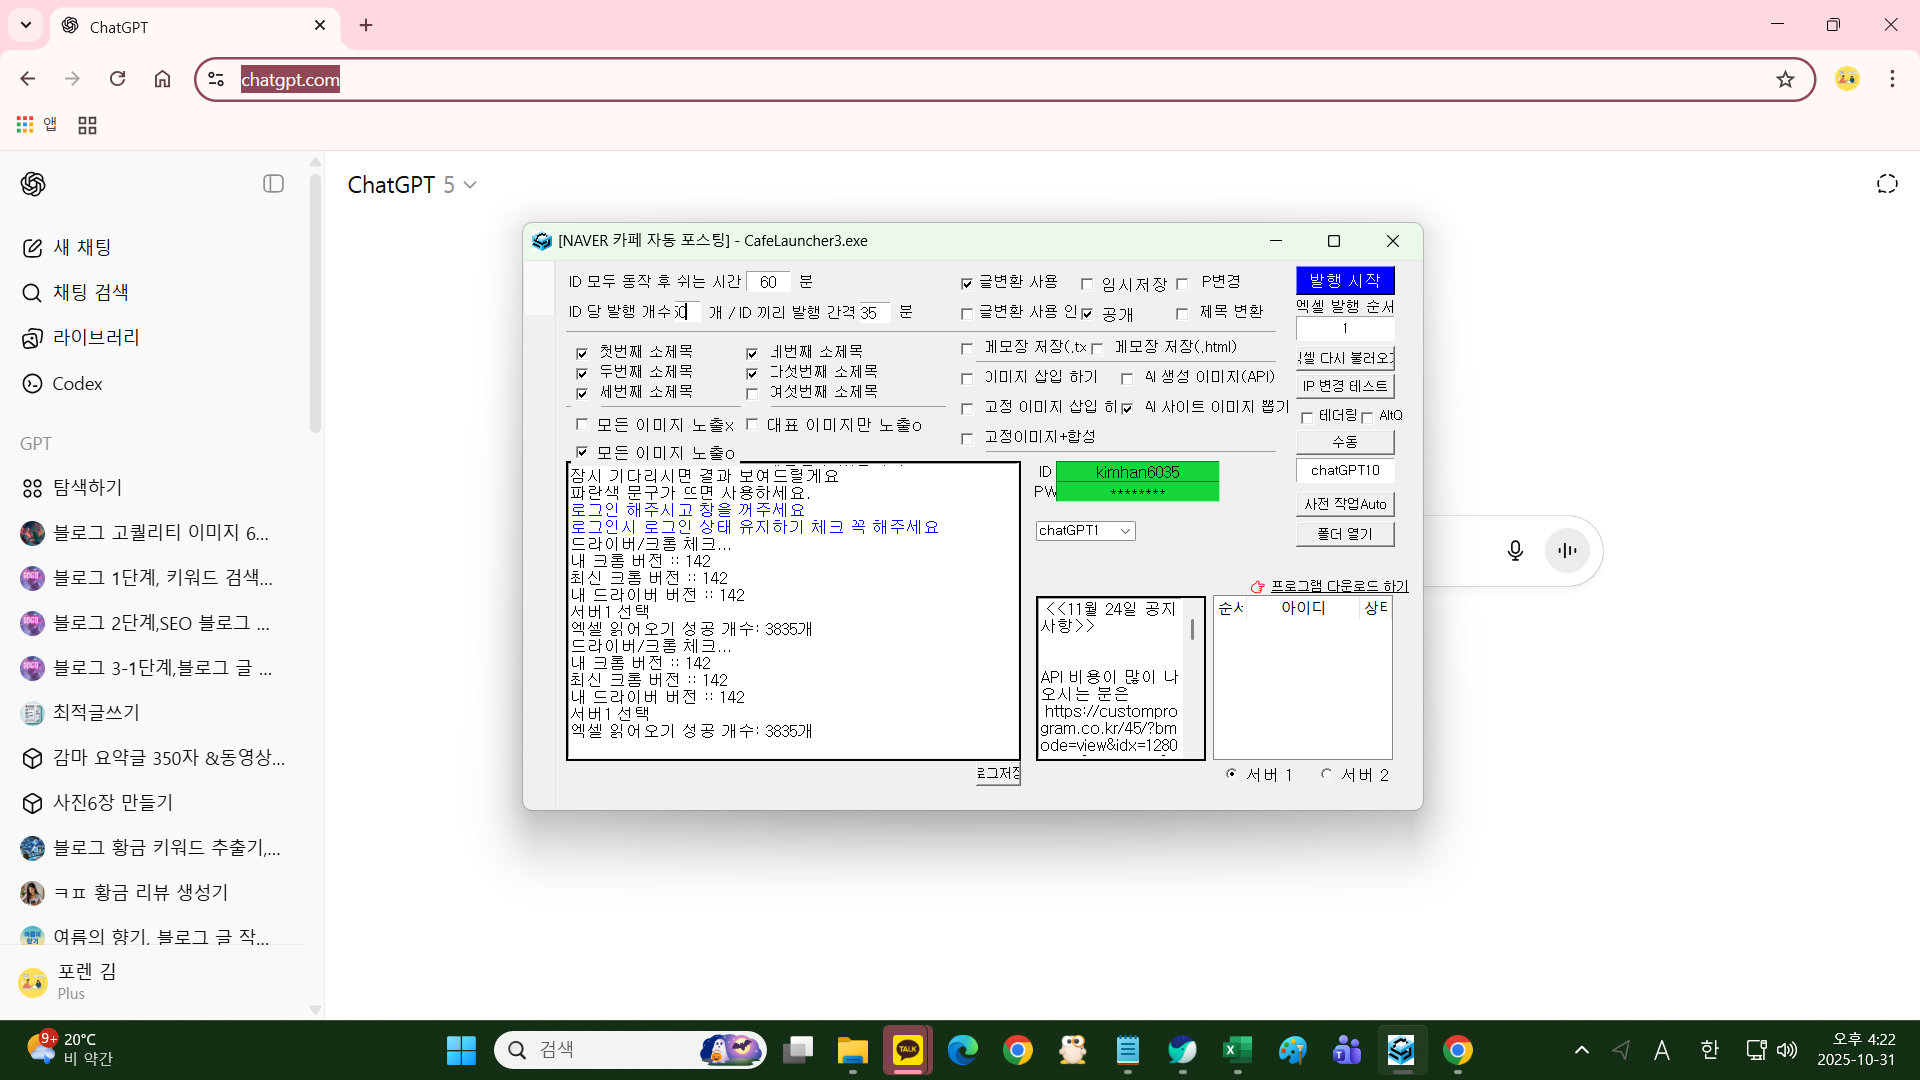 ChatGPT
chatgpt.com
앱
새 채팅
채팅 검색
라이브러리
Codex
GPT
탐색하기
블로그 고퀄리티 이미지 6...
블로그 1단계, 키워드 검색...
블로그 2단계,SEO 블로그 ...
블로그 3-1단계,블로그 글 ...
최적글쓰기
감마 요약글 350자 &동영상...
사진6장 만들기
블로그 황금 키워드 추출기,...
ㅋㅍ 황금 리뷰 생성기
여름의 향기, 블로그 글 작...
포렌 김
Plus
ChatGPT 5
[NAVER 카페 자동 포스팅] - CafeLauncher3.exe
ID 모두 동작 후 쉬는 시간 60 분
ID 당 발행 개수 개 / ID 끼리 발행 간격 35 분
글변환 사용 임시저장 P변경
글변환 사용 인 공개 제목 변환
첫번째 소제목 네번째 소제목
두번째 소제목 다섯번째 소제목
세번째 소제목 여섯번째 소제목
모든 이미지 노출x 대표 이미지만 노출o
모든 이미지 노출o
메모장 저장(.tx 메모장 저장(.html)
이미지 삽입 하기 AI 생성 이미지(API)
고정 이미지 삽입 하 AI 사이트 이미지 뽑기
고정이미지+합성
발행 시작
엑셀 발행 순서
1
엑셀 다시 불러오기
IP 변경 테스트
테더링 AltQ
수동
chatGPT10
사전 작업Auto
폴더 열기
잠시 기다리시면 결과 보여드릴게요
파란색 문구가 뜨면 사용하세요.
로그인 해주시고 창을 꺼주세요
로그인시 로그인 상태 유지하기 체크 꼭 해주세요
드라이버/크롬 체크...
내 크롬 버전 :: 142
최신 크롬 버전 :: 142
내 드라이버 버전 :: 142
서버1 선택
엑셀 읽어오기 성공 개수: 3835개
드라이버/크롬 체크...
내 크롬 버전 :: 142
최신 크롬 버전 :: 142
내 드라이버 버전 :: 142
서버1 선택
엑셀 읽어오기 성공 개수: 3835개
로그저장
ID kimhan6035
PW ********
chatGPT1
👉 프로그램 다운로드 하기
<<11월 24일 공지
사항>>
API 비용이 많이 나
오시는 분은
https://custompro
gram.co.kr/45/?bm
ode=view&idx=1280
순서 아이디 상태
서버 1 서버 2
9+
20°C
비 약간
검색
TALK
A
한
오후 4:22
2025-10-31